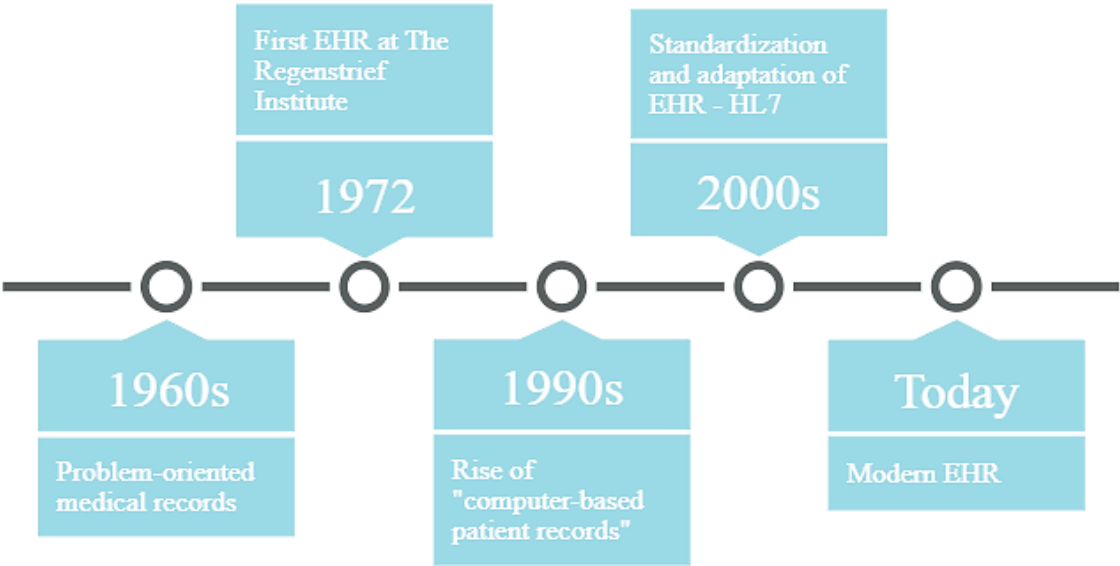 1960s
Problem-oriented
medical records
First EHR at The
Regenstrief
Institute
1972
1990s
Rise of
"computer-based
patient records"
Standardization
and adaptation of
EHR - HL7
2000s
Today
Modern EHR